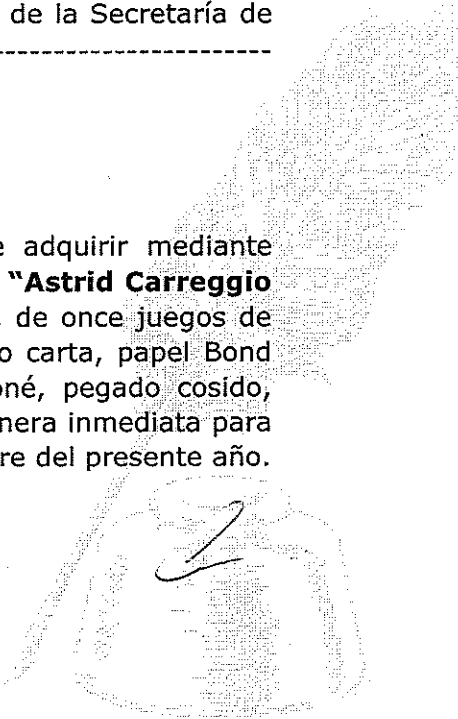 de la Secretaría de
-----------------------
e adquirir mediante
"Astrid Carreggio
de once juegos de
o carta, papel Bond
oné, pegado cosido,
nera inmediata para
re del presente año.